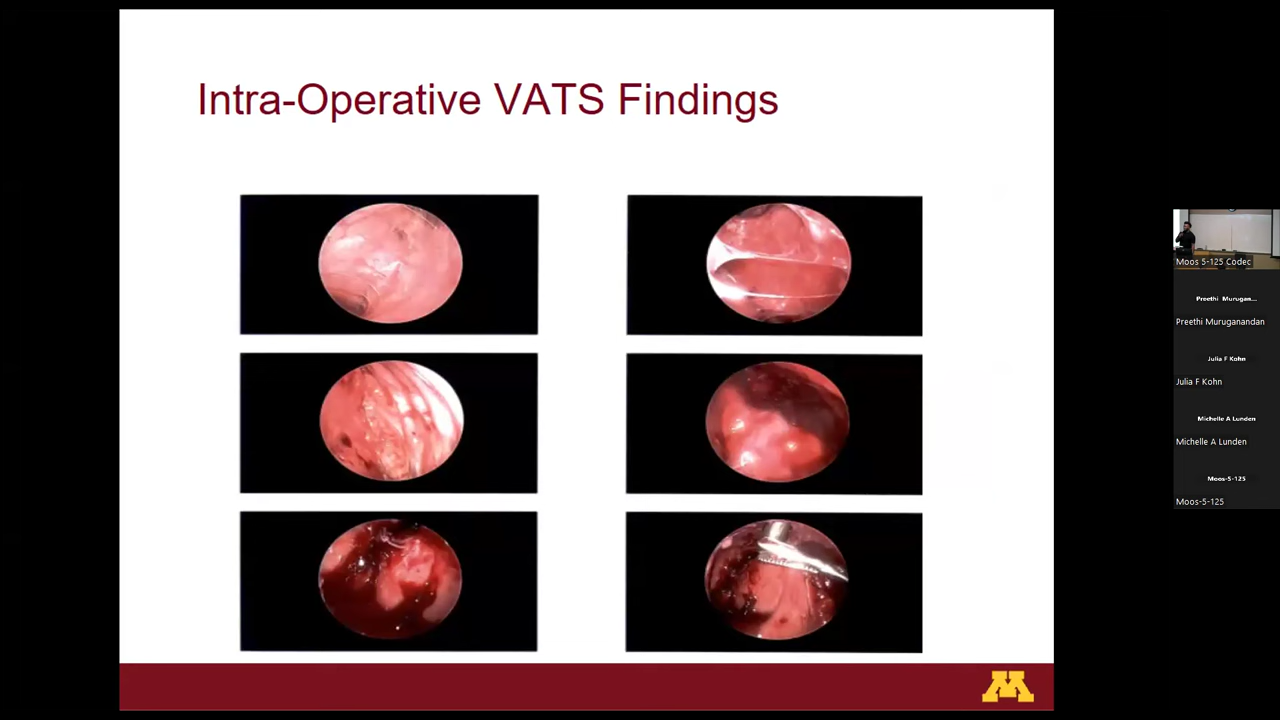 Intra-Operative VATS Findings
Moos 5-125 Codec
Preethi Murugan...
Preethi Muruganandan
Julia F Kohn
Julia F Kohn
Michelle A Lunden
Michelle A Lunden
Moos-5-125
Moos-5-125
M